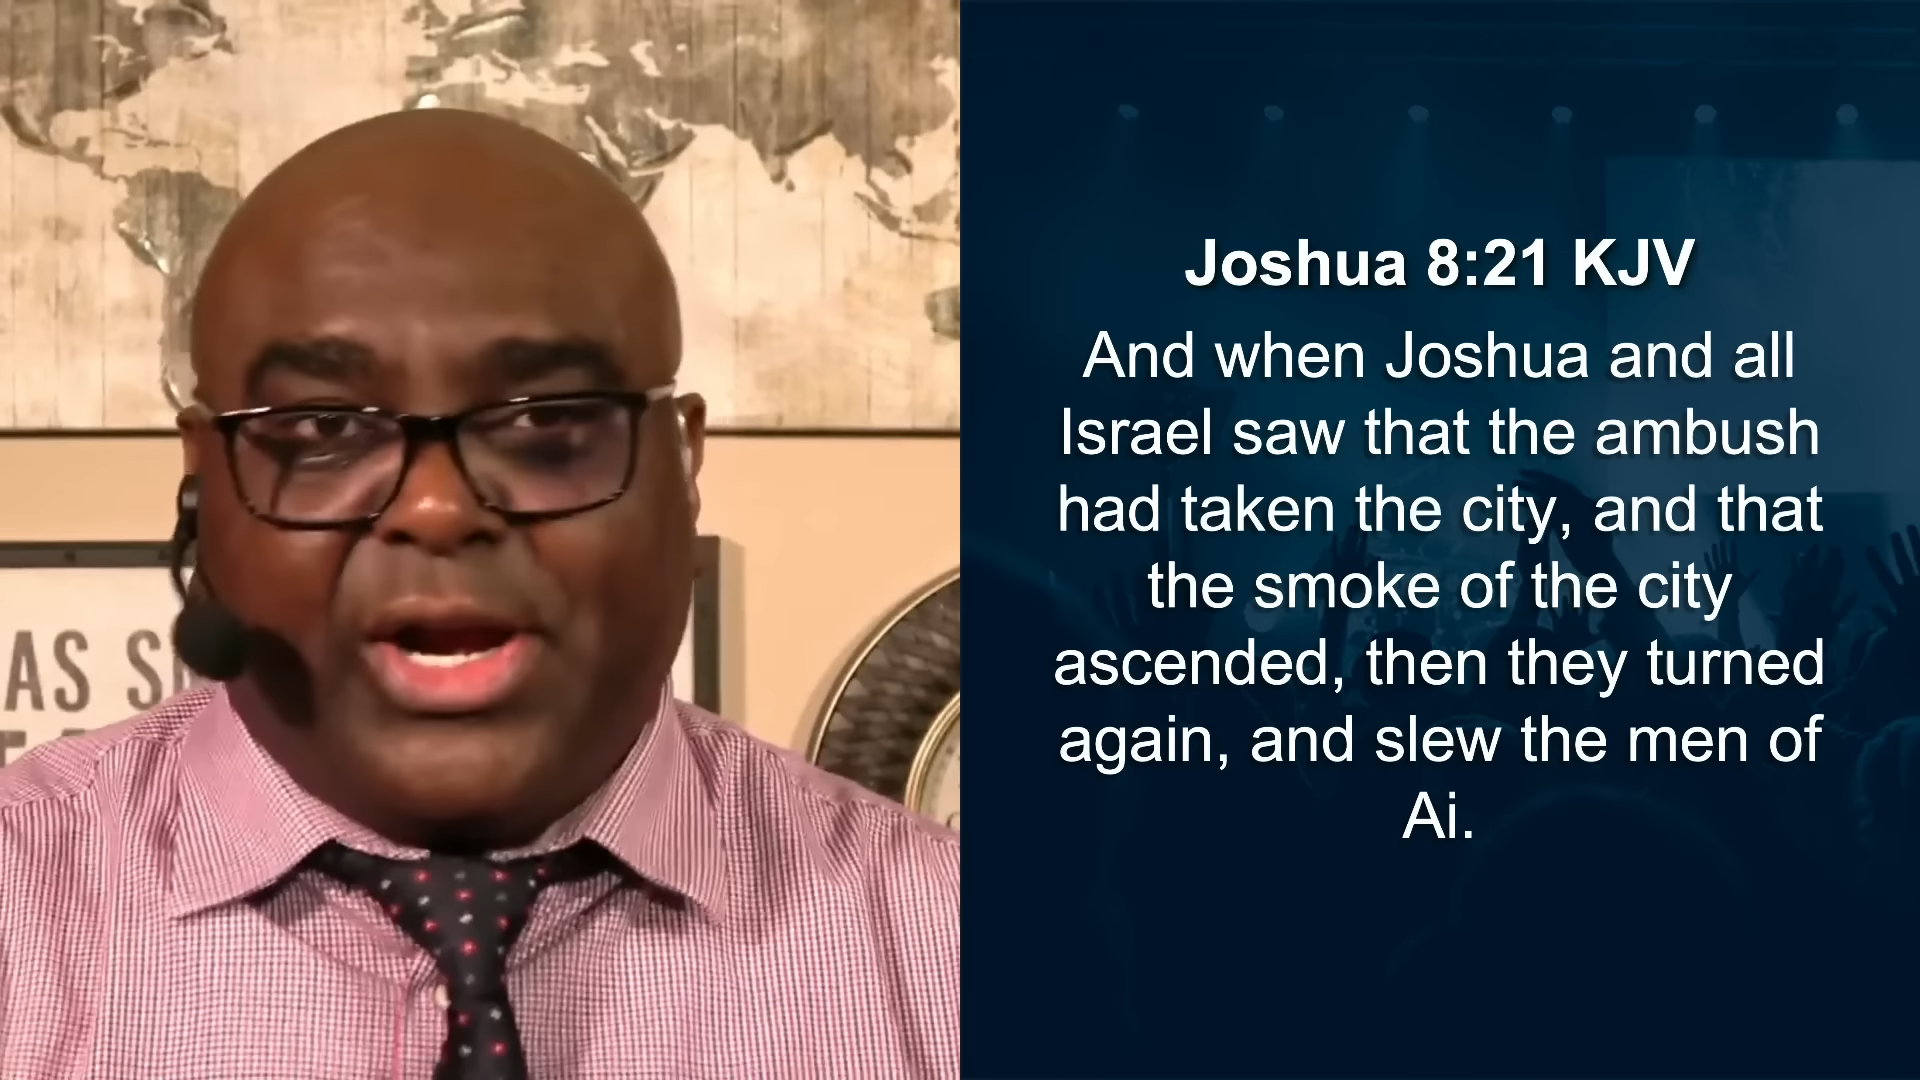 AS S
Joshua 8:21 KJV
And when Joshua and all
Israel saw that the ambush
had taken the city, and that
the smoke of the city
ascended, then they turned
again, and slew the men of
Ai.